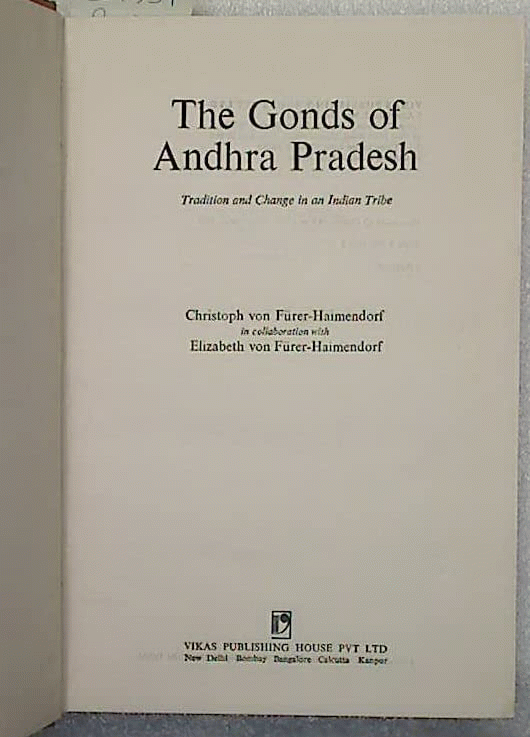 The Gonds of
Andhra Pradesh
Tradition and Change in an Indian Tribe
Christoph von Fürer-Haimendorf
in collaboration with
Elizabeth von Fürer-Haimendorf
VIKAS PUBLISHING HOUSE PVT LTD
New Delhi Bombay Bangalore Calcutta Kanpur